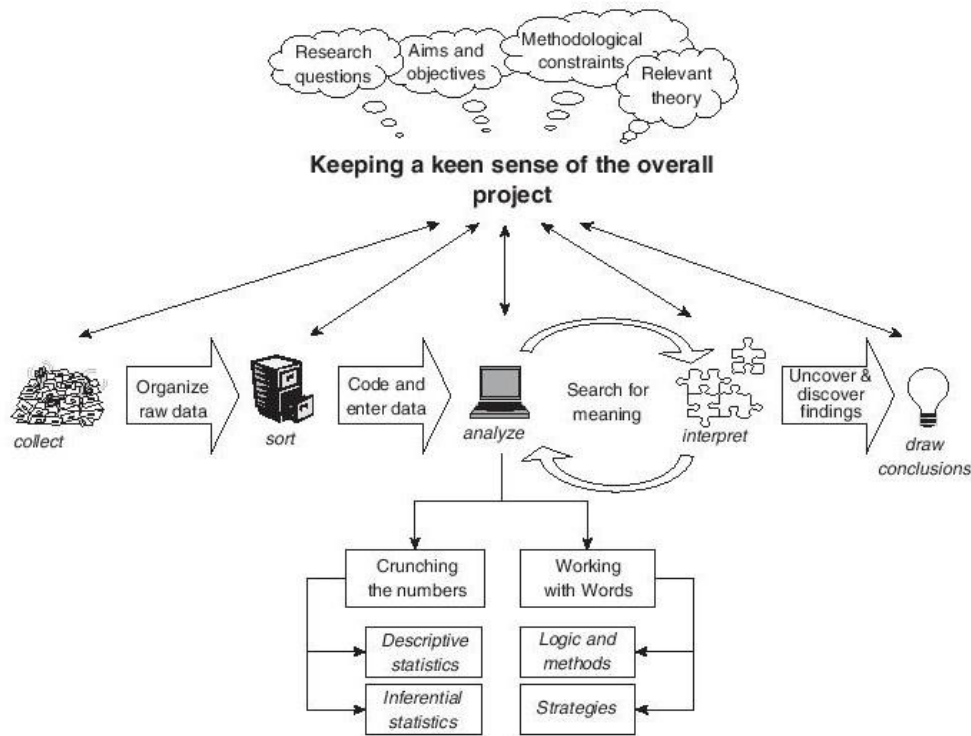 Research
questions
Aims and
objectives
Methodological
constraints
Relevant
theory
Keeping a keen sense of the overall
project
collect
Organize
raw data
sort
Code and
enter data
analyze
Search for
meaning
interpret
Uncover &
discover
findings
draw
conclusions
Crunching
the numbers
Descriptive
statistics
Inferential
statistics
Working
with Words
Logic and
methods
Strategies